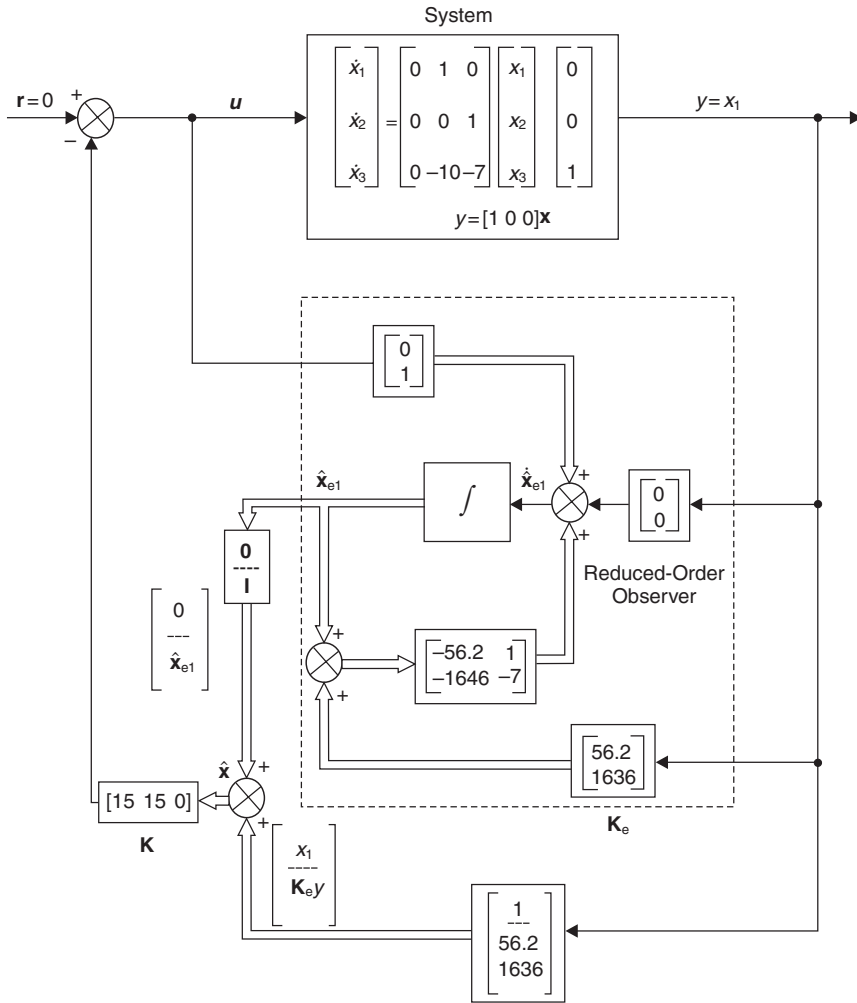 System
ẋ1 0 1 0 x1 0
ẋ2 = 0 0 1 x2 0
ẋ3 0 -10 -7 x3 1
y=[1 0 0]x
r=0
+
−
u
y=x1
0
1
x̂e1
∫
x̂̇e1
+
+
0
0
Reduced-Order
Observer
0
----
I
0
---
x̂e1
+
+
-56.2 1
-1646 -7
56.2
1636
Ke
x̂
+
+
[15 15 0]
K
x1
----
Key
1
---
56.2
1636